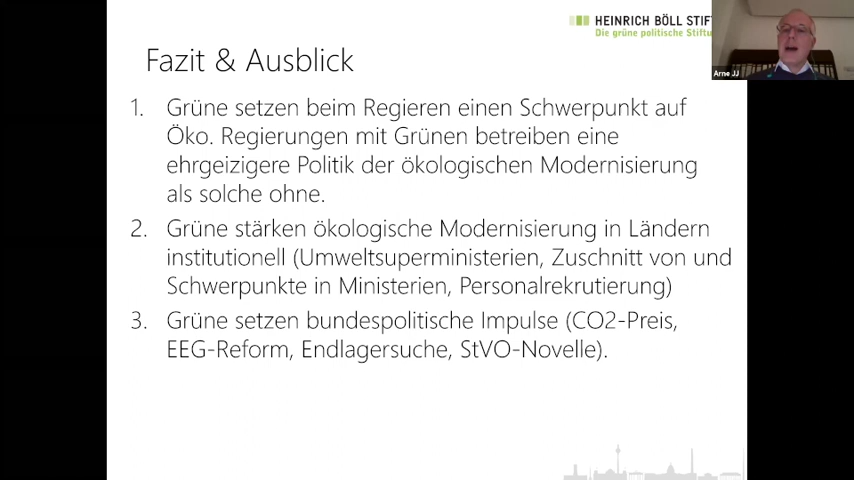 HEINRICH BÖLL STIF
Die grüne politische Stiftu
Arne JJ
Fazit & Ausblick
1. Grüne setzen beim Regieren einen Schwerpunkt auf
Öko. Regierungen mit Grünen betreiben eine
ehrgeizigere Politik der ökologischen Modernisierung
als solche ohne.
2. Grüne stärken ökologische Modernisierung in Ländern
institutionell (Umweltsuperministerien, Zuschnitt von und
Schwerpunkte in Ministerien, Personalrekrutierung)
3. Grüne setzen bundespolitische Impulse (CO2-Preis,
EEG-Reform, Endlagersuche, StVO-Novelle).